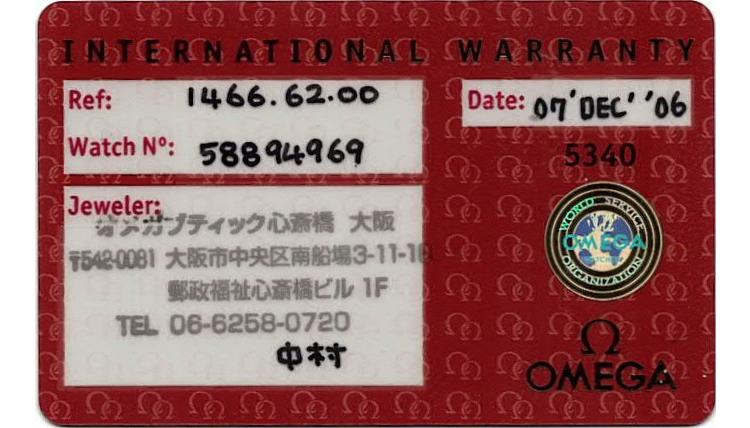 INTERNATIONAL WARRANTY
Ref: 1466.62.00
Date: 07'DEC' '06
Watch Nº: 58894969
5340
Jeweler:
オメガブティック心斎橋 大阪
〒542-0081 大阪市中央区南船場3-11-18
郵政福祉心斎橋ビル 1F
TEL 06-6258-0720
中村
WORLD SERVICE
OMEGA
ORGANIZATION
Ω
OMEGA